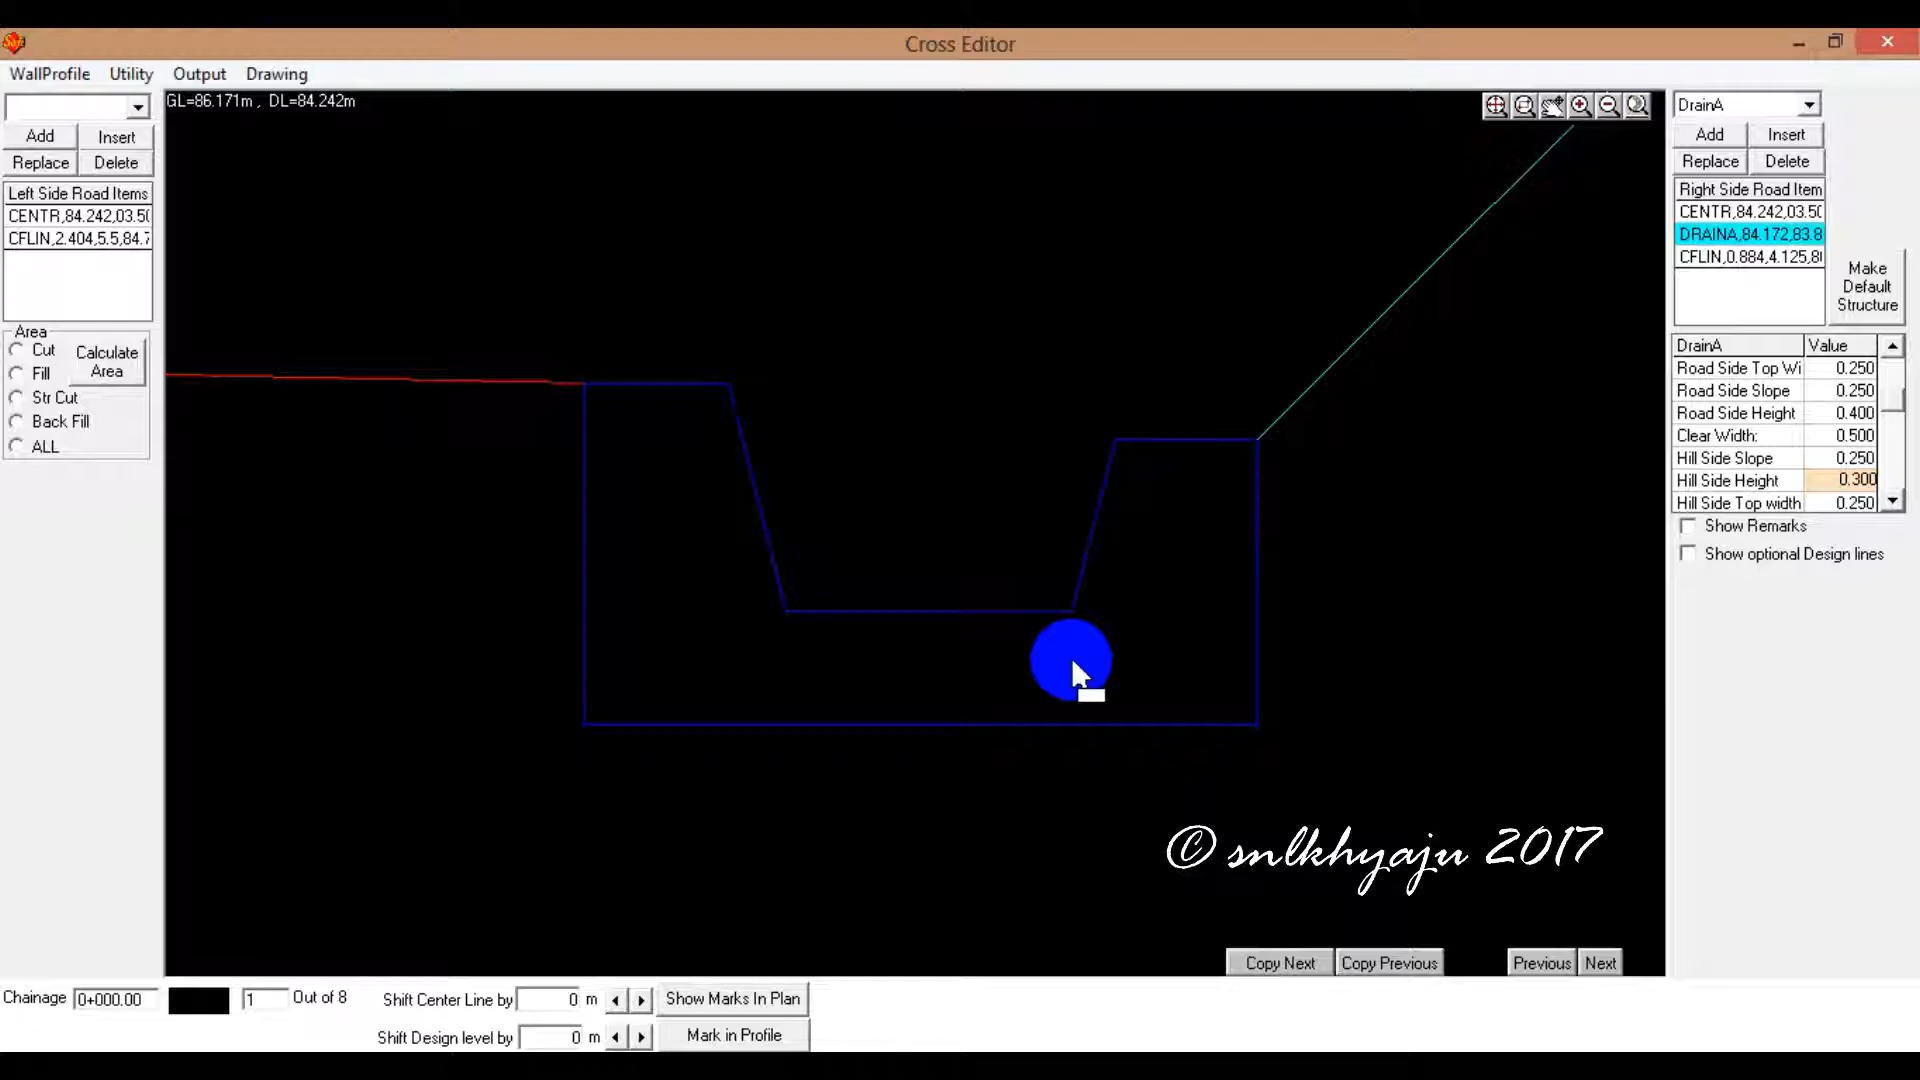 Soft
Cross Editor
WallProfile Utility Output Drawing
GL=86.171m , DL=84.242m
Add Insert
Replace Delete
Left Side Road Items
CENTR,84.242,03.50
CFLIN,2.404,5.5,84.7
Area
Cut
Fill
Str Cut
Back Fill
ALL
Calculate
Area
DrainA
Add Insert
Replace Delete
Right Side Road Item
CENTR,84.242,03.50
DRAINA,84.172,83.8
CFLIN,0.884,4.125,8
Make
Default
Structure
DrainA Value
Road Side Top Wi 0.250
Road Side Slope 0.250
Road Side Height 0.400
Clear Width: 0.500
Hill Side Slope 0.250
Hill Side Height 0.300
Hill Side Top width 0.250
Show Remarks
Show optional Design lines
© snlkhyaju 2017
Copy Next Copy Previous Previous Next
Chainage 0+000.00 1 Out of 8 Shift Center Line by 0 m Show Marks In Plan
Shift Design level by 0 m Mark in Profile